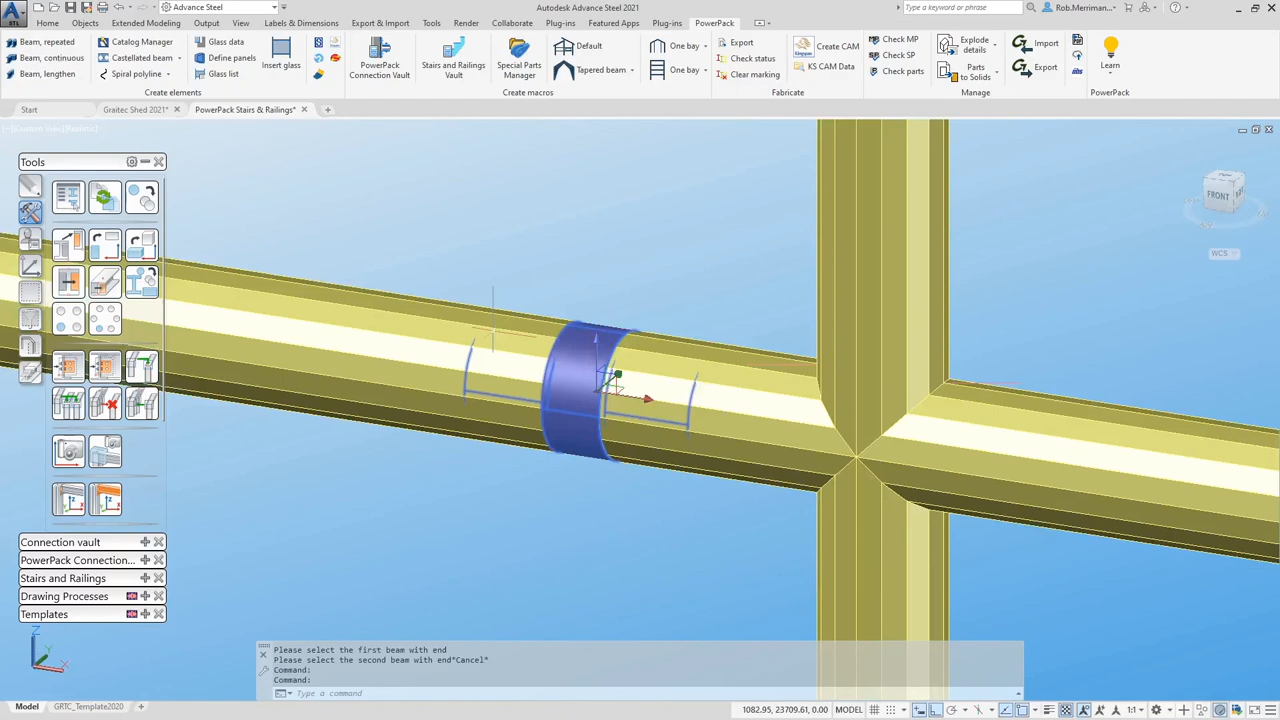 A
STL
Advance Steel
Autodesk Advance Steel 2021
Type a keyword or phrase
Rob.Merriman...
Home Objects Extended Modeling Output View Labels & Dimensions Export & Import Tools Render Collaborate Plug-ins Featured Apps Plug-ins PowerPack
Beam, repeated
Beam, continuous
Beam, lengthen
Catalog Manager
Castellated beam
Spiral polyline
Create elements
Glass data
Define panels
Glass list
Insert glass
PowerPack
Connection Vault
Stairs and Railings
Vault
Special Parts
Manager
Default
Tapered beam
One bay
One bay
Create macros
Export
Check status
Clear marking
Create CAM
KS CAM Data
Fabricate
Check MP
Check SP
Check parts
Explode
details
Parts
to Solids
Import
Export
Manage
Learn
PowerPack
Start Graitec Shed 2021* PowerPack Stairs & Railings*
[−][Custom View][Realistic]
Tools
FRONT
WCS
Connection vault
PowerPack Connection...
Stairs and Railings
Drawing Processes
Templates
Z
X
Please select the first beam with end
Please select the second beam with end*Cancel*
Command:
Command:
Type a command
Model GRTC_Template2020
1082.95, 23709.61, 0.00 MODEL
1:1